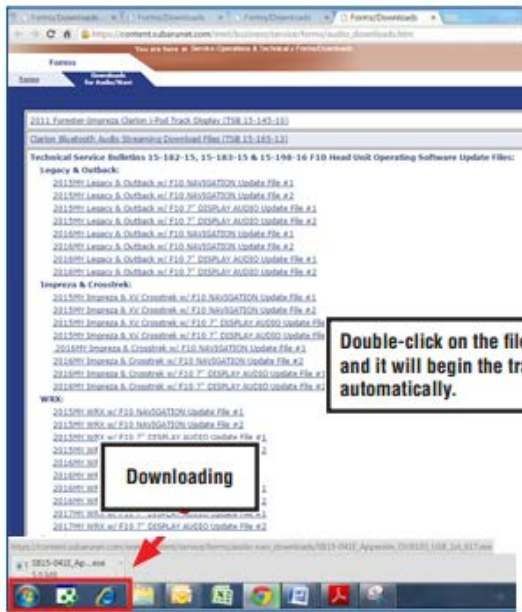 Forms/Downloads
Forms/Downloads
Forms/Downloads
Forms/Downloads
You are here at Service Operations & Technical > Forms/Downloads
Forms
Forms
Downloads
for Audio/Navi
2011 Forester-Impreza Clarion i-Pod Track Display (TSB 15-145-10)
Clarion Bluetooth Audio Streaming Download Files (TSB 15-165-13)
Technical Service Bulletins 15-182-15, 15-183-15 & 15-198-16 F10 Head Unit Operating Software Update Files:
Legacy & Outback:
2015MY Legacy & Outback w/ F10 NAVIGATION Update File #1
2015MY Legacy & Outback w/ F10 NAVIGATION Update File #2
2015MY Legacy & Outback w/ F10 7" DISPLAY AUDIO Update File #1
2015MY Legacy & Outback w/ F10 7" DISPLAY AUDIO Update File #2
2016MY Legacy & Outback w/ F10 NAVIGATION Update File #1
2016MY Legacy & Outback w/ F10 NAVIGATION Update File #2
2016MY Legacy & Outback w/ F10 7" DISPLAY AUDIO Update File #1
2016MY Legacy & Outback w/ F10 7" DISPLAY AUDIO Update File #2
Impreza & Crosstrek:
2015MY Impreza & XV Crosstrek w/ F10 NAVIGATION Update File #1
2015MY Impreza & XV Crosstrek w/ F10 NAVIGATION Update File #2
2015MY Impreza & XV Crosstrek w/ F10 7" DISPLAY AUDIO Update File
2015MY Impreza & XV Crosstrek w/ F10 7" DISPLAY AUDIO Update File
2016MY Impreza & Crosstrek w/ F10 NAVIGATION Update File #1
2016MY Impreza & Crosstrek w/ F10 NAVIGATION Update File #2
2016MY Impreza & Crosstrek w/ F10 7" DISPLAY AUDIO Update File #1
2016MY Impreza & Crosstrek w/ F10 7" DISPLAY AUDIO Update File #2
Double-click on the file
and it will begin the
automatically.
WRX:
2015MY WRX w/ F10 NAVIGATION Update File #1
2015MY WRX w/ F10 NAVIGATION Update File #2
2015MY WRX w/ F10 7" DISPLAY AUDIO Update File #1
2017MY WRX w/ F10 7" DISPLAY AUDIO Update File #2
Downloading
SB15-041E_Ap....exe